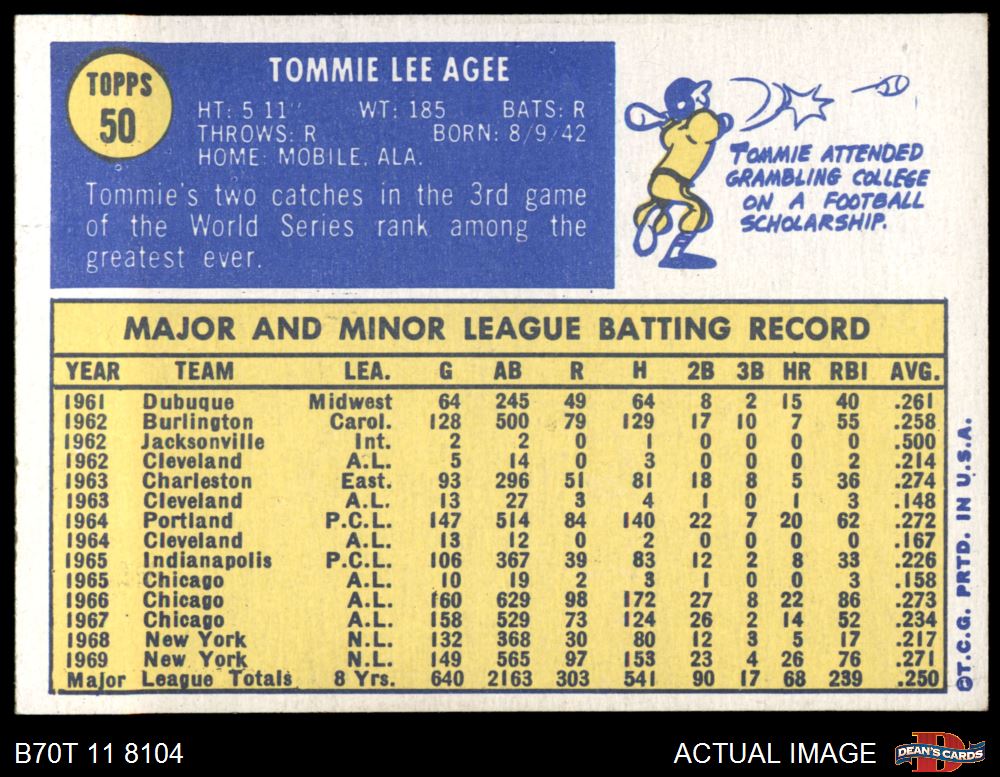 TOPPS
50
TOMMIE LEE AGEE
HT: 5 11" WT: 185 BATS: R
THROWS: R BORN: 8/9/42
HOME: MOBILE, ALA.
Tommie's two catches in the 3rd game
of the World Series rank among the
greatest ever.
TOMMIE ATTENDED
GRAMBLING COLLEGE
ON A FOOTBALL
SCHOLARSHIP.
MAJOR AND MINOR LEAGUE BATTING RECORD
YEAR TEAM LEA. G AB R H 2B 3B HR RBI AVG.
1961 Dubuque Midwest 64 245 49 64 8 2 15 40 .261
1962 Burlington Carol. 128 500 79 129 17 10 7 55 .258
1962 Jacksonville Int. 2 2 0 1 0 0 0 0 .500
1962 Cleveland A.L. 5 14 0 3 0 0 0 2 .214
1963 Charleston East. 93 296 51 81 18 8 5 36 .274
1963 Cleveland A.L. 13 27 3 4 1 0 1 3 .148
1964 Portland P.C.L. 147 514 84 140 22 7 20 62 .272
1964 Cleveland A.L. 13 12 0 2 0 0 0 0 .167
1965 Indianapolis P.C.L. 106 367 39 83 12 2 8 33 .226
1965 Chicago A.L. 10 19 2 3 1 0 0 3 .158
1966 Chicago A.L. 160 629 98 172 27 8 22 86 .273
1967 Chicago A.L. 158 529 73 124 26 2 14 52 .234
1968 New York N.L. 132 368 30 80 12 3 5 17 .217
1969 New York N.L. 149 565 97 153 23 4 26 76 .271
Major League Totals 8 Yrs. 640 2163 303 541 90 17 68 239 .250
©T.C.G. PRTD. IN U.S.A.
B70T 11 8104
ACTUAL IMAGE
DEAN'S CARDS